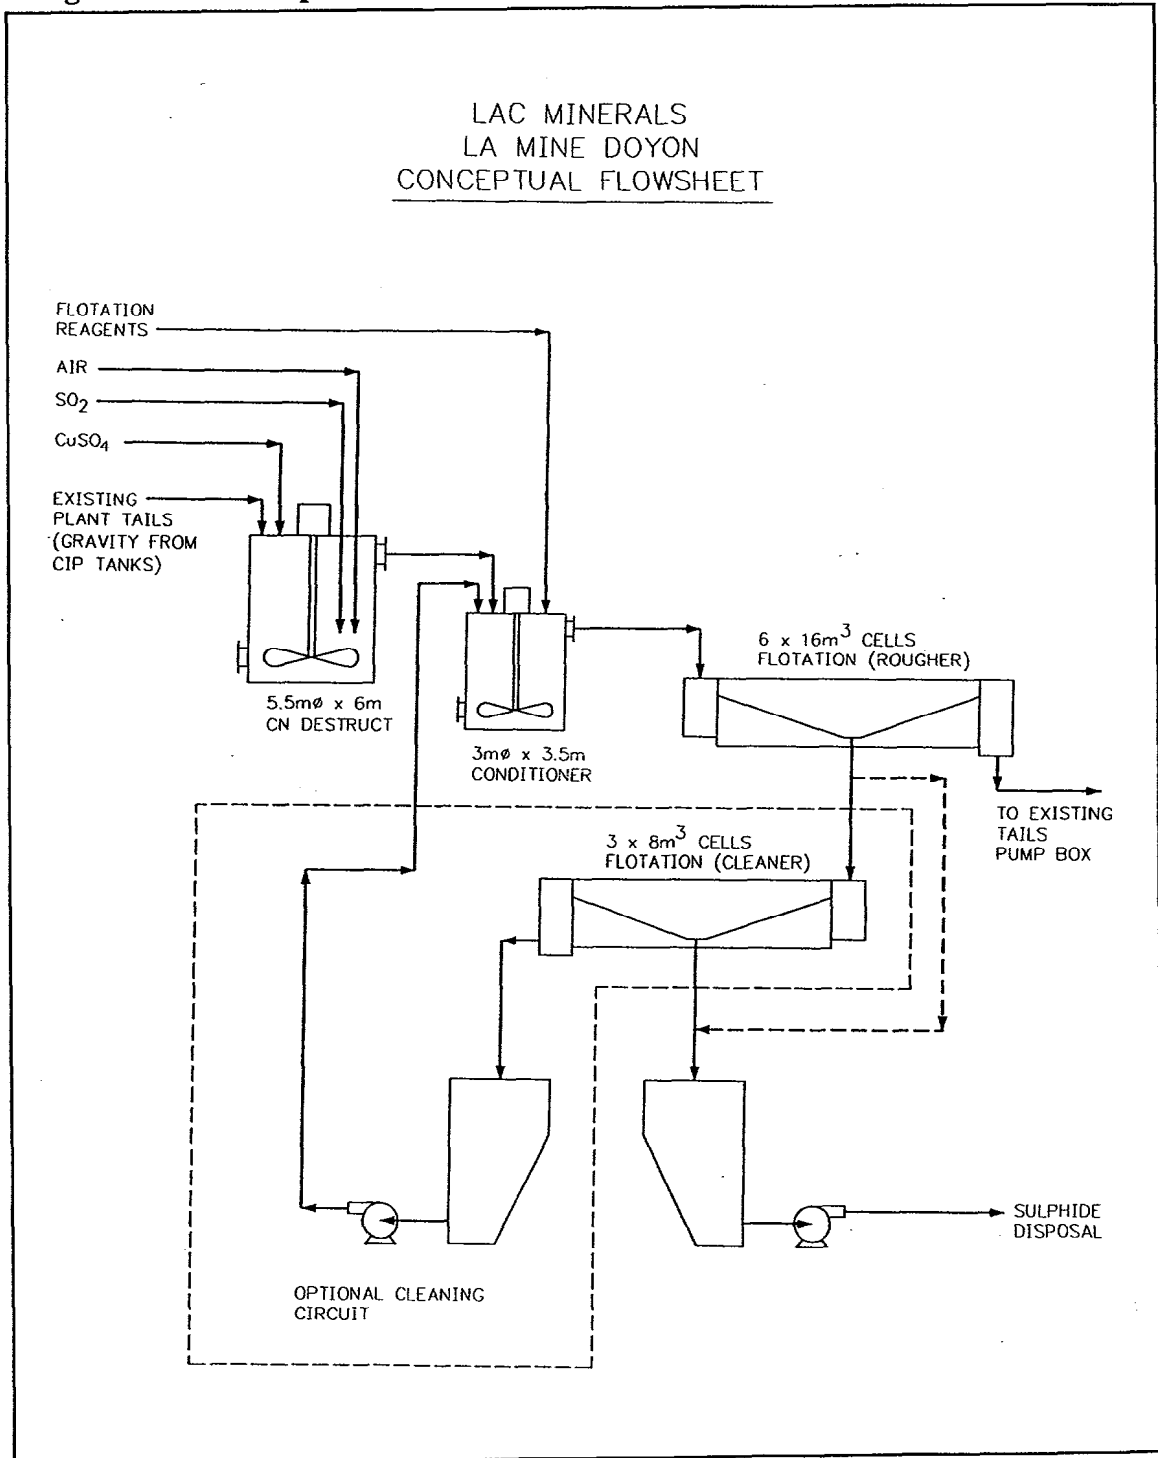 LAC MINERALS
LA MINE DOYON
CONCEPTUAL FLOWSHEET
FLOTATION
REAGENTS
AIR
SO2
CuSO4
EXISTING
PLANT TAILS
(GRAVITY FROM
CIP TANKS)
5.5mø x 6m
CN DESTRUCT
3mø x 3.5m
CONDITIONER
6 x 16m3 CELLS
FLOTATION (ROUGHER)
TO EXISTING
TAILS
PUMP BOX
3 x 8m3 CELLS
FLOTATION (CLEANER)
SULPHIDE
DISPOSAL
OPTIONAL CLEANING
CIRCUIT